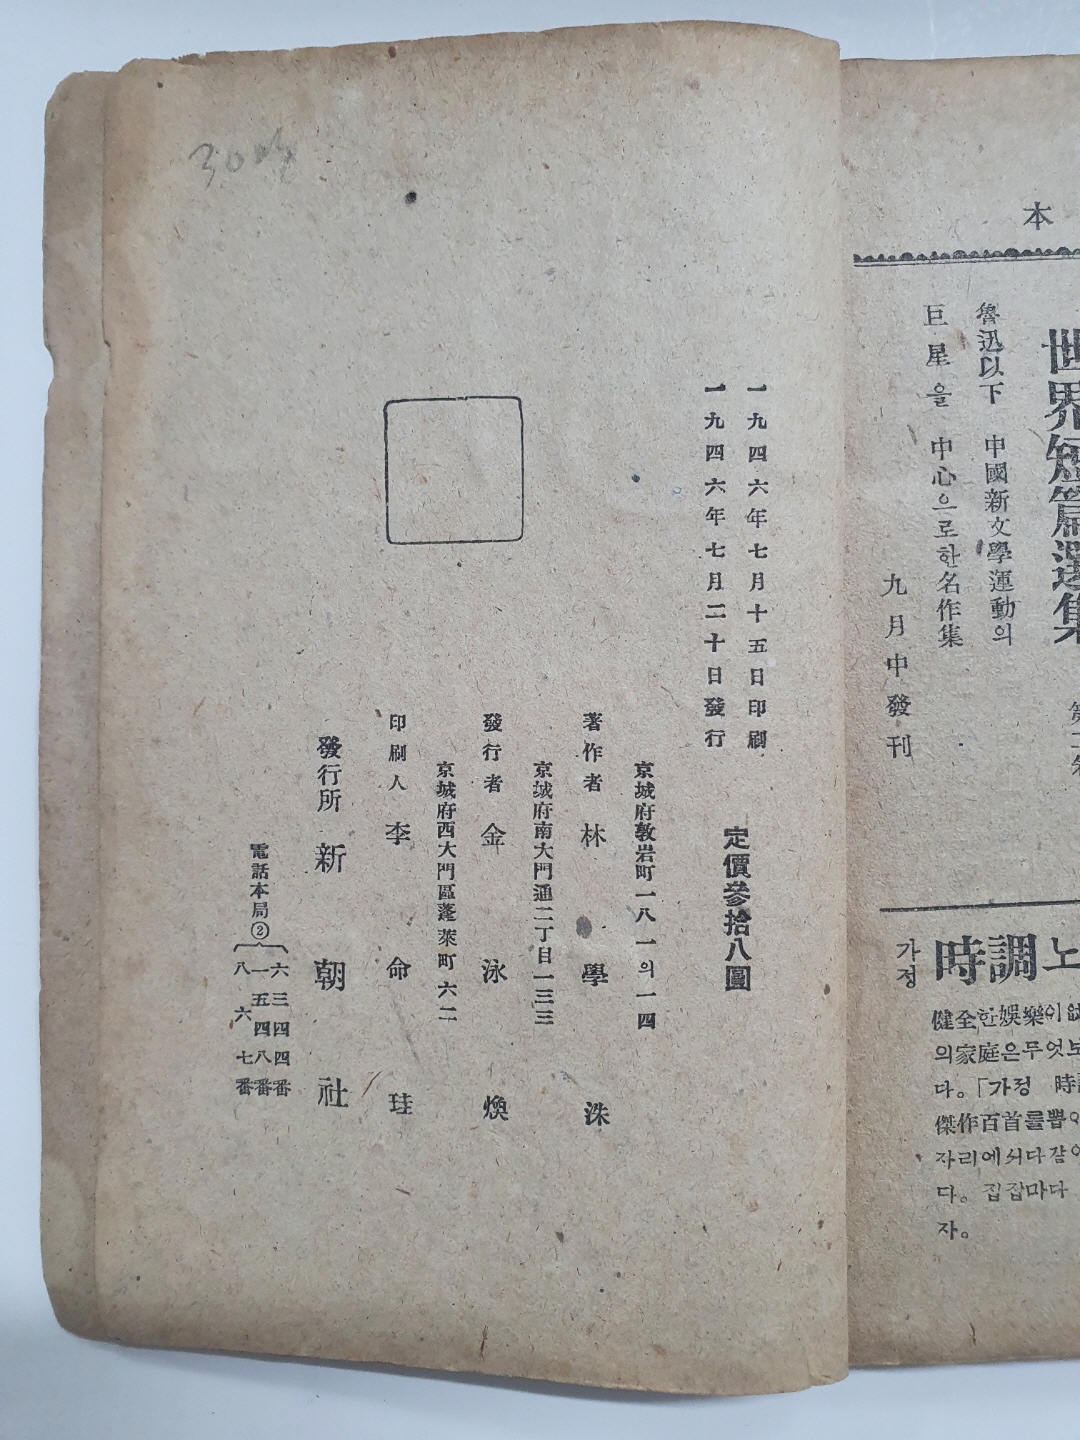 本
世界短篇選集
魯迅以下 中國新文學運動의
巨星을 中心으로한名作集
九月中發刊
가정
時調노
健全한娛樂이
의家庭은무엇보
다。「가정 時調
傑作百首를뽑아
자리에서다같이
다。집집마다
자。
一九四六年七月十五日印刷
一九四六年七月二十日發行
定價參拾八圓
京城府敦岩町一八一의一四
著作者 林學洙
京城府南大門通二丁目一三三
發行者 金泳煥
京城府西大門區蓬萊町六二
印刷人 李命珪
發行所 新朝社
電話本局②
六三四四番
一五四八番
八六七番
30